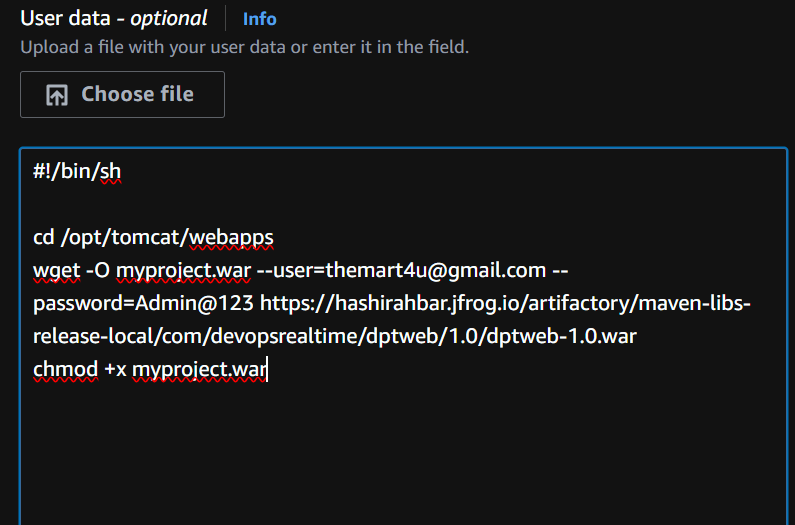 User data - optional Info
Upload a file with your user data or enter it in the field.
Choose file
#!/bin/sh
cd /opt/tomcat/webapps
wget -O myproject.war --user=themart4u@gmail.com --
password=Admin@123 https://hashirahbar.jfrog.io/artifactory/maven-libs-
release-local/com/devopsrealtime/dptweb/1.0/dptweb-1.0.war
chmod +x myproject.war